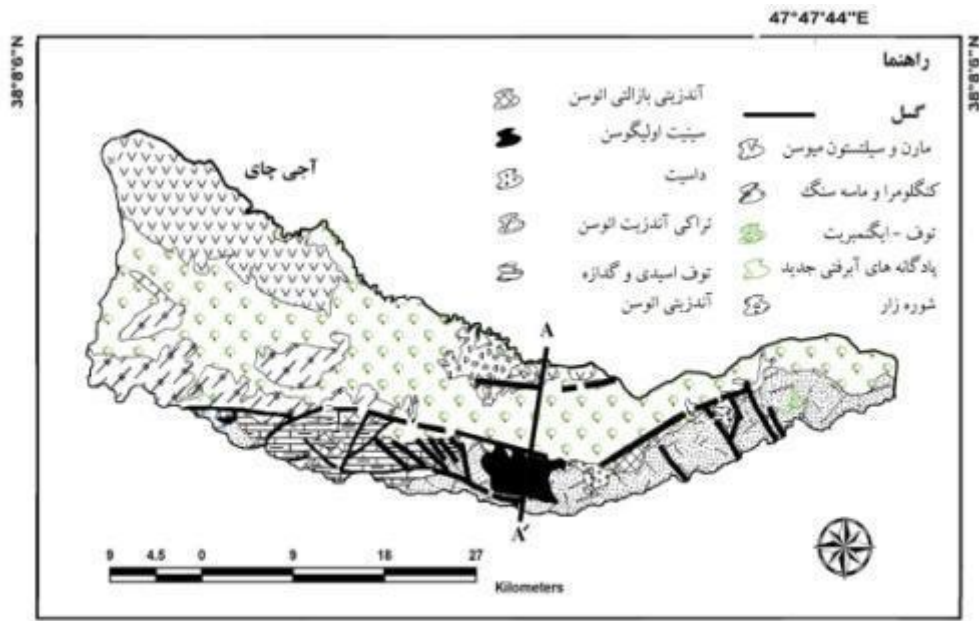 47°47'44"E
38°8'6"N
38°8'6"N
راهنما
گسل
مارن و سیلتستون میوسن
کنگلومرا و ماسه سنگ
توف - ایگنمبریت
پادگانه های آبرفتی جدید
شوره زار
آندزیتی بازالتی ائوسن
سینیت اولیگوسن
داسیت
تراکی آندزیت ائوسن
توف اسیدی و گدازه
آندزیتی ائوسن
آجی چای
A
A'
9 4.5 0 9 18 27
Kilometers